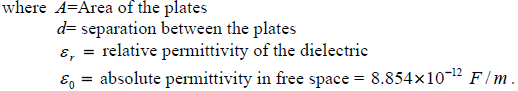 where A=Area of the plates
d= separation between the plates
εᵣ = relative permittivity of the dielectric
ε₀ = absolute permittivity in free space = 8.854×10⁻¹² F/m.